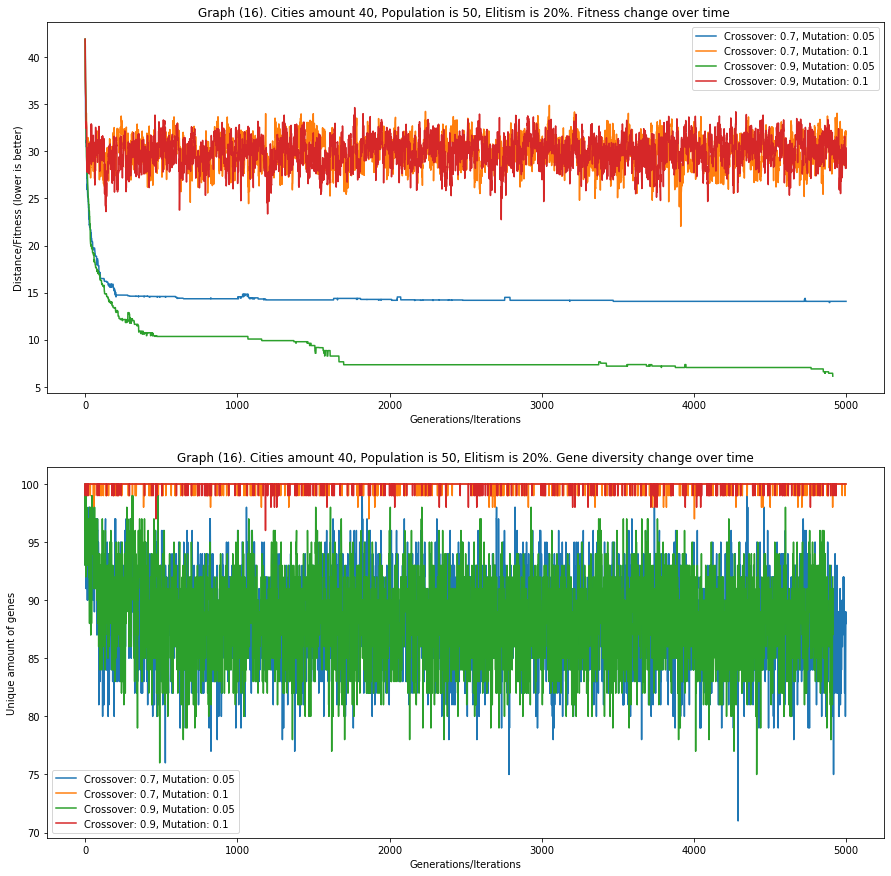 Graph (16). Cities amount 40, Population is 50, Elitism is 20%. Fitness change over time
Crossover: 0.7, Mutation: 0.05
Crossover: 0.7, Mutation: 0.1
Crossover: 0.9, Mutation: 0.05
Crossover: 0.9, Mutation: 0.1
Distance/Fitness (lower is better)
40
35
30
25
20
15
10
5
0
1000
2000
3000
4000
5000
Generations/Iterations
Graph (16). Cities amount 40, Population is 50, Elitism is 20%. Gene diversity change over time
Unique amount of genes
100
95
90
85
80
75
70
Crossover: 0.7, Mutation: 0.05
Crossover: 0.7, Mutation: 0.1
Crossover: 0.9, Mutation: 0.05
Crossover: 0.9, Mutation: 0.1
0
1000
2000
3000
4000
5000
Generations/Iterations